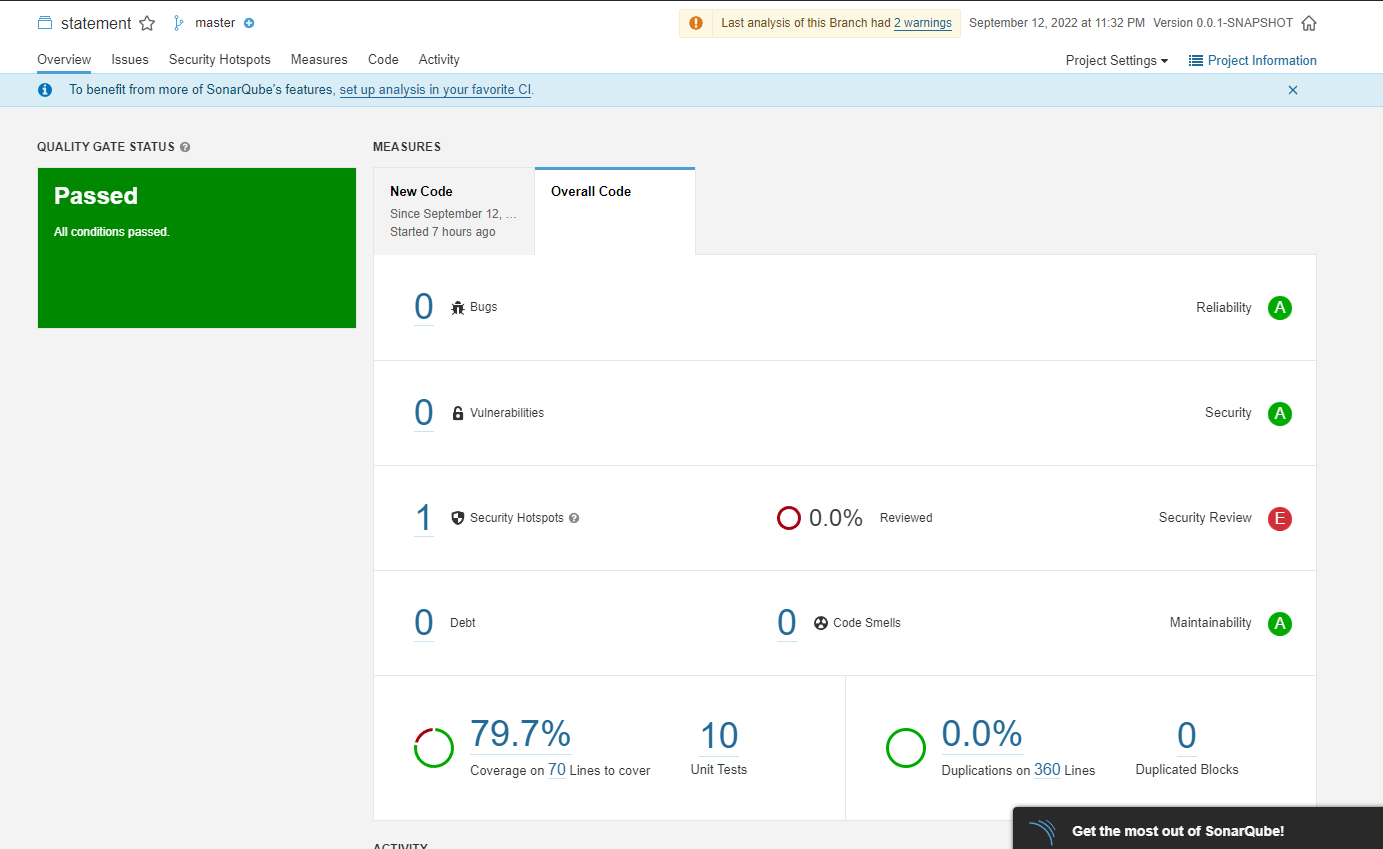 statement master Last analysis of this Branch had 2 warnings September 12, 2022 at 11:32 PM Version 0.0.1-SNAPSHOT
Overview Issues Security Hotspots Measures Code Activity Project Settings Project Information
To benefit from more of SonarQube's features, set up analysis in your favorite CI.
QUALITY GATE STATUS
Passed
All conditions passed.
MEASURES
New Code
Since September 12, ...
Started 7 hours ago
Overall Code
0 Bugs Reliability A
0 Vulnerabilities Security A
1 Security Hotspots 0.0% Reviewed Security Review E
0 Debt 0 Code Smells Maintainability A
79.7%
Coverage on 70 Lines to cover
10
Unit Tests
0.0%
Duplications on 360 Lines
0
Duplicated Blocks
ACTIVITY
Get the most out of SonarQube!